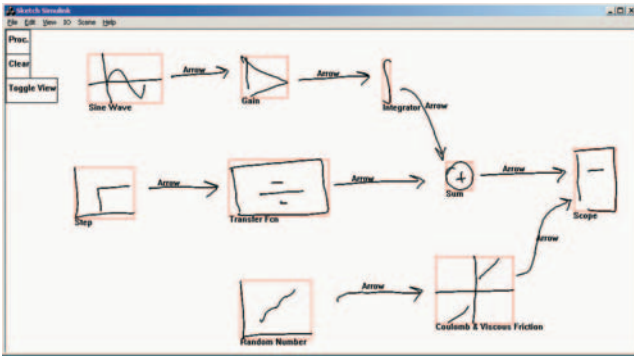 Sketch Simulink
File Edit View IO Scene Help
Proc.
Clear
Toggle View
Arrow
Arrow
Sine Wave
Gain
Integrator
Arrow
Arrow
Arrow
Arrow
Step
Transfer Fcn
Sum
Scope
Arrow
Arrow
Random Number
Coulomb & Viscous Friction